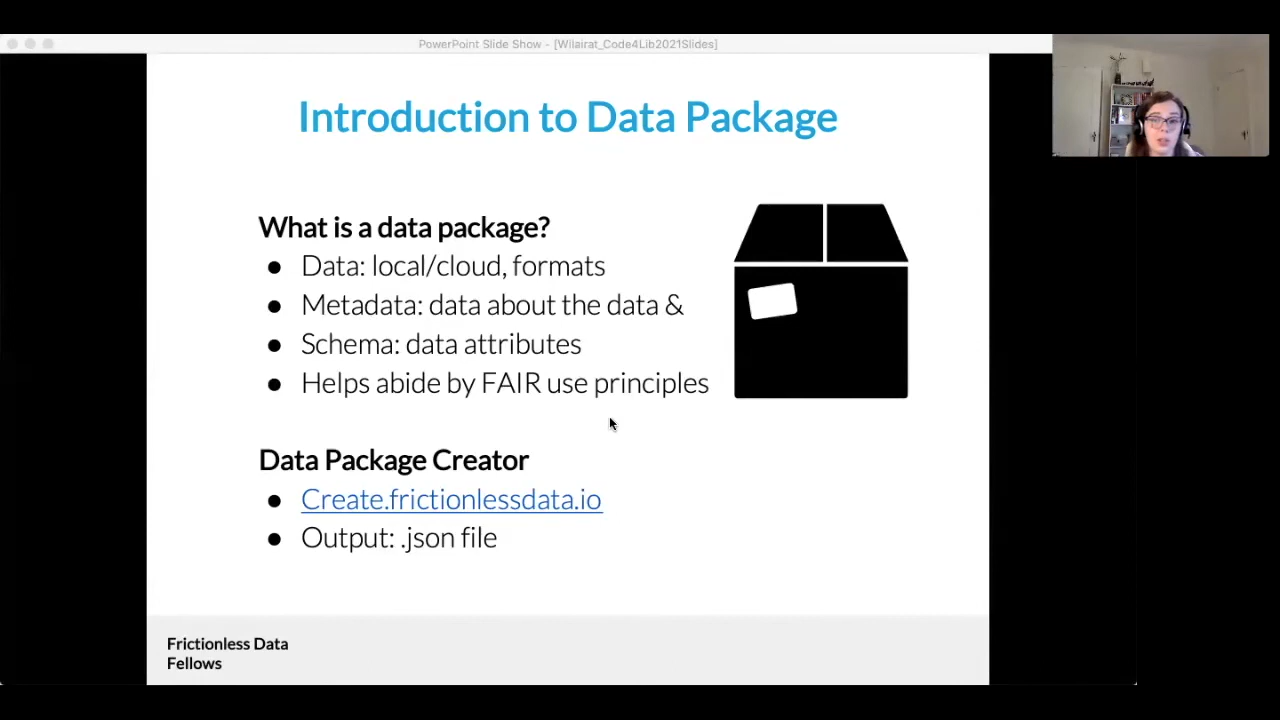 PowerPoint Slide Show - [Wilairat_Code4Lib2021Slides]
Introduction to Data Package
What is a data package?
● Data: local/cloud, formats
● Metadata: data about the data &
● Schema: data attributes
● Helps abide by FAIR use principles
Data Package Creator
● Create.frictionlessdata.io
● Output: .json file
Frictionless Data
Fellows